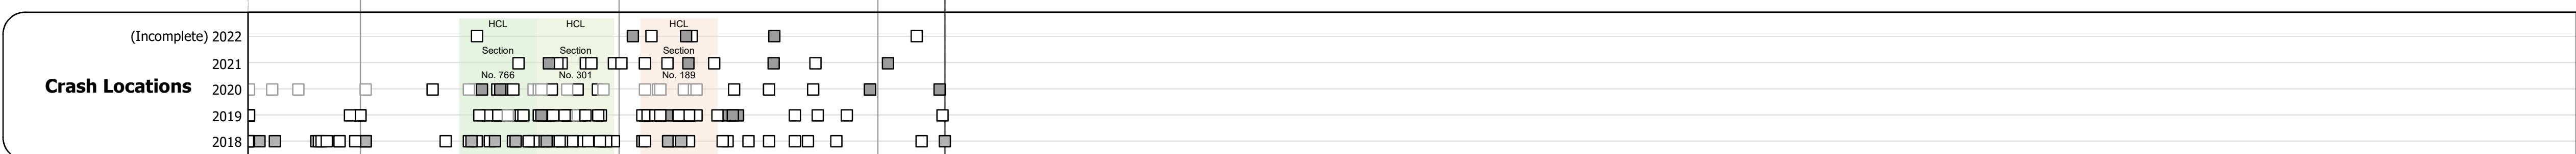 HCL HCL HCL
(Incomplete) 2022
Section Section Section
2021
No. 766 No. 301 No. 189
Crash Locations
2020
2019
2018